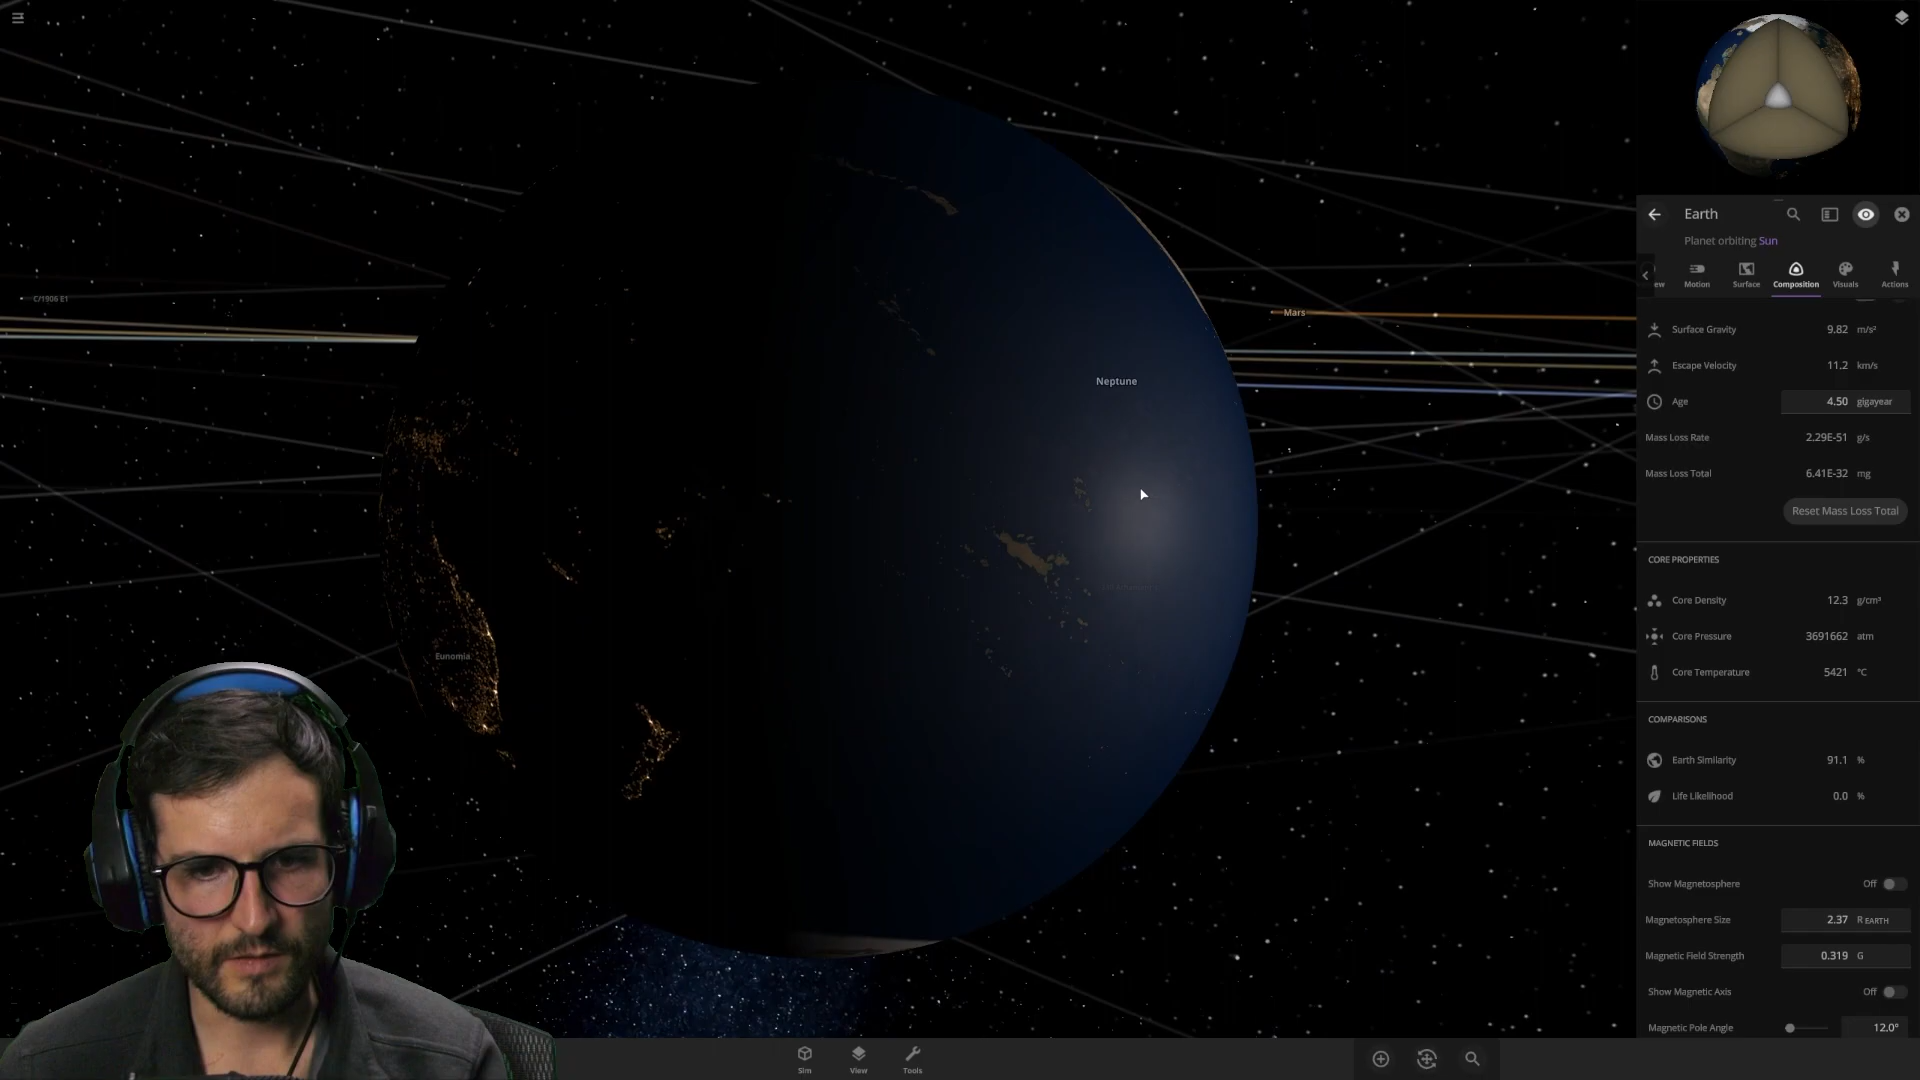 Earth
Planet orbiting Sun
ew
Motion
Surface
Composition
Visuals
Actions
Surface Gravity 9.82 m/s²
Escape Velocity 11.2 km/s
Age 4.50 gigayear
Mass Loss Rate 2.29E-51 g/s
Mass Loss Total 6.41E-32 mg
Reset Mass Loss Total
CORE PROPERTIES
Core Density 12.3 g/cm³
Core Pressure 3691662 atm
Core Temperature 5421 °C
COMPARISONS
Earth Similarity 91.1 %
Life Likelihood 0.0 %
MAGNETIC FIELDS
Show Magnetosphere Off
Magnetosphere Size 2.37 R EARTH
Magnetic Field Strength 0.319 G
Show Magnetic Axis Off
Magnetic Pole Angle 12.0°
C/1906 E1
Mars
Neptune
Eunomia
Sim
View
Tools